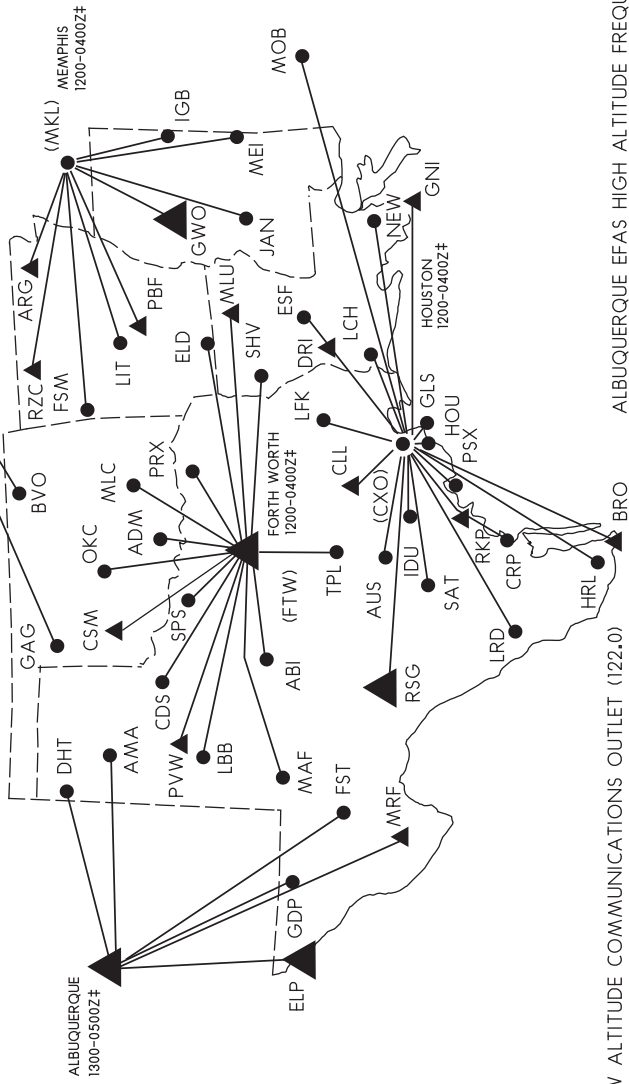 MEMPHIS
1200-0400Z‡
(MKL)
IGB
MEI
MOB
GWO
JAN
ARG
PBF
LIT
RZC
FSM
ELD
MLU
SHV
ESF
DRI
LCH
NEW
GNI
HOUSTON
1200-0400Z‡
BVO
MLC
PRX
OKC
ADM
GAG
CSM
SPS
FORTH WORTH
1200-0400Z‡
(FTW)
LFK
CLL
(CXO)
GLS
HOU
PSX
TPL
AUS
IDU
SAT
RKP
CRP
HRL
BRO
LRD
RSG
CDS
PVW
LBB
ABI
MAF
DHT
AMA
FST
MRF
GDP
ELP
ALBUQUERQUE
1300-0500Z‡
ALTITUDE COMMUNICATIONS OUTLET (122.0)
ALBUQUERQUE EFAS HIGH ALTITUDE